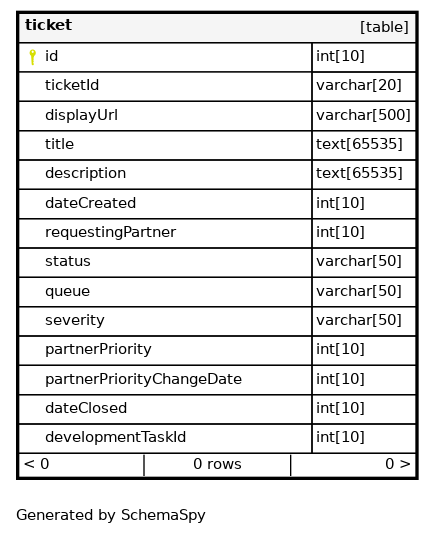 ticket [table]
id int[10]
ticketId varchar[20]
displayUrl varchar[500]
title text[65535]
description text[65535]
dateCreated int[10]
requestingPartner int[10]
status varchar[50]
queue varchar[50]
severity varchar[50]
partnerPriority int[10]
partnerPriorityChangeDate int[10]
dateClosed int[10]
developmentTaskId int[10]
< 0 0 rows 0 >
Generated by SchemaSpy